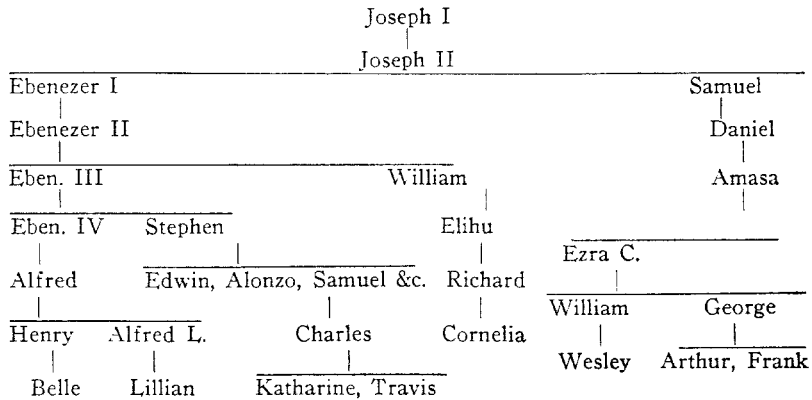 Joseph I
Joseph II
Ebenezer I Samuel
Ebenezer II Daniel
Eben. III William Amasa
Eben. IV Stephen Elihu
Ezra C.
Alfred Edwin, Alonzo, Samuel &c. Richard
William George
Henry Alfred L. Charles Cornelia
Wesley Arthur, Frank
Belle Lillian Katharine, Travis